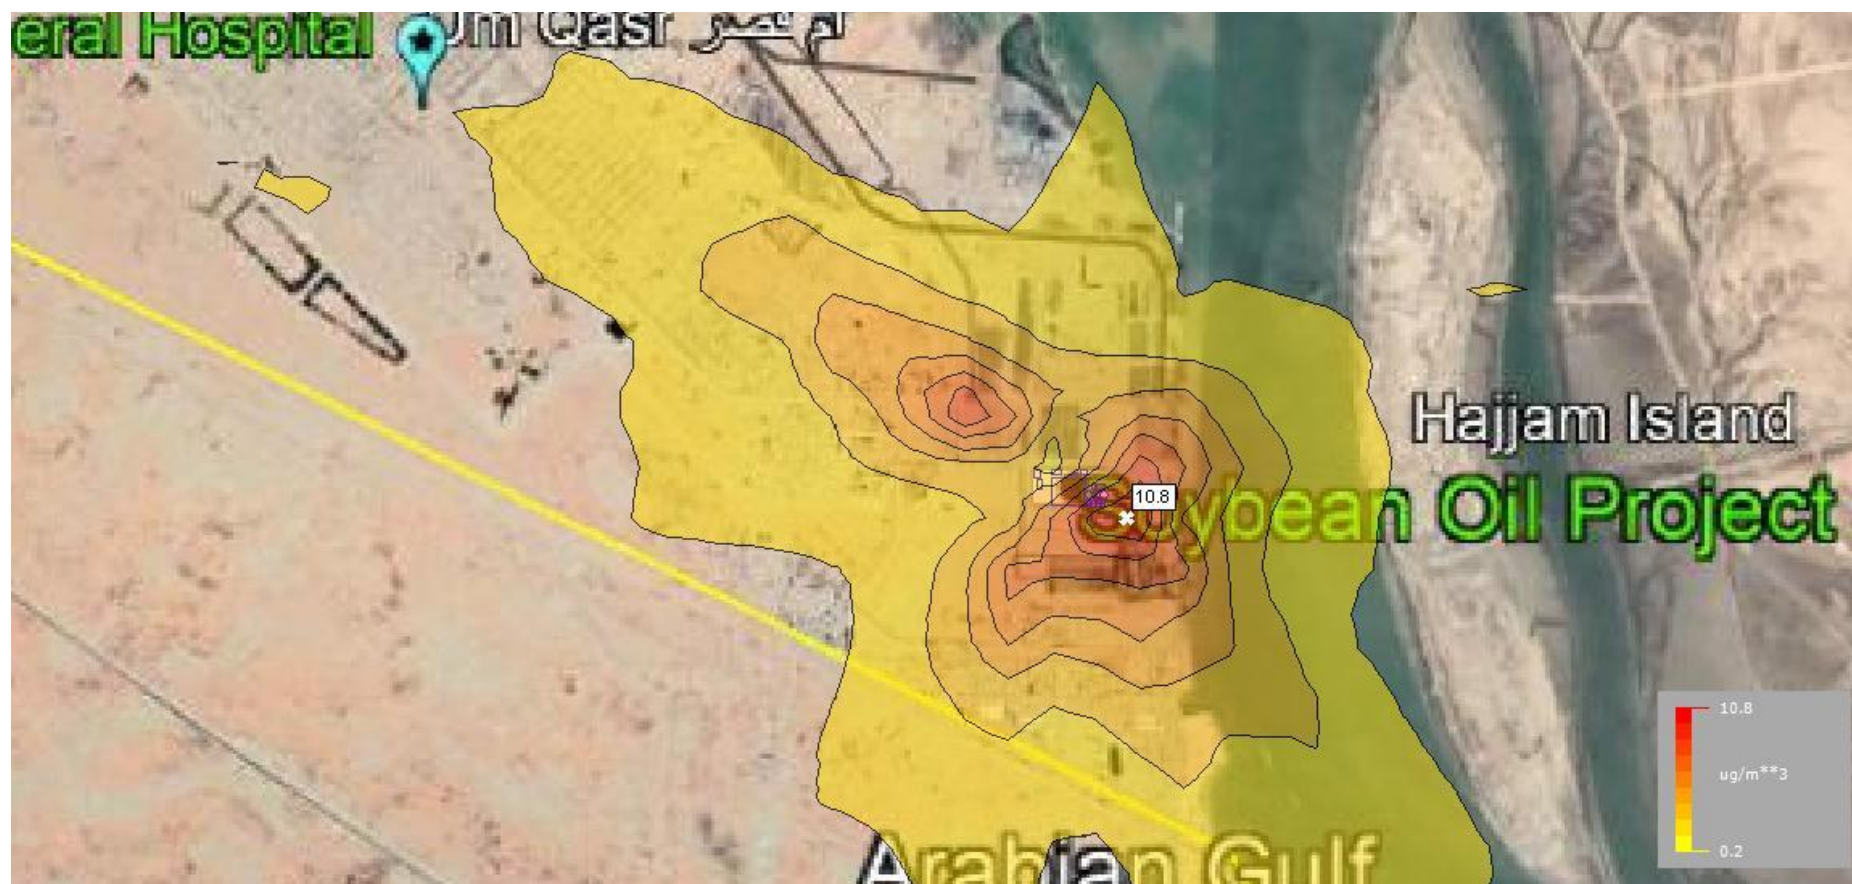 eral Hospital
Um Qasr أم قصر
Hajjam Island
10.8
Soybean Oil Project
10.8
ug/m**3
0.2
Arabian Gulf